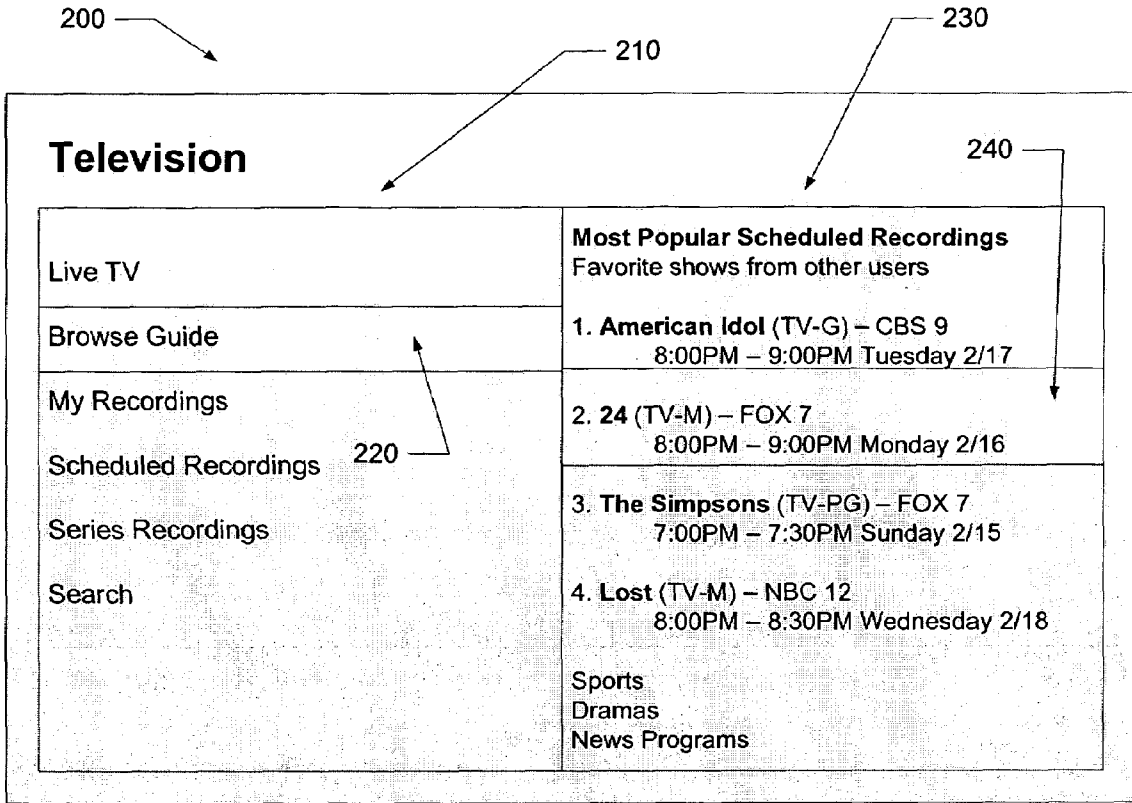 200
210
230
Television
240
Live TV
Browse Guide
My Recordings
Scheduled Recordings
220
Series Recordings
Search
Most Popular Scheduled Recordings
Favorite shows from other users
1. American Idol (TV-G) – CBS 9
8:00PM – 9:00PM Tuesday 2/17
2. 24 (TV-M) – FOX 7
8:00PM – 9:00PM Monday 2/16
3. The Simpsons (TV-PG) – FOX 7
7:00PM – 7:30PM Sunday 2/15
4. Lost (TV-M) – NBC 12
8:00PM – 8:30PM Wednesday 2/18
Sports
Dramas
News Programs